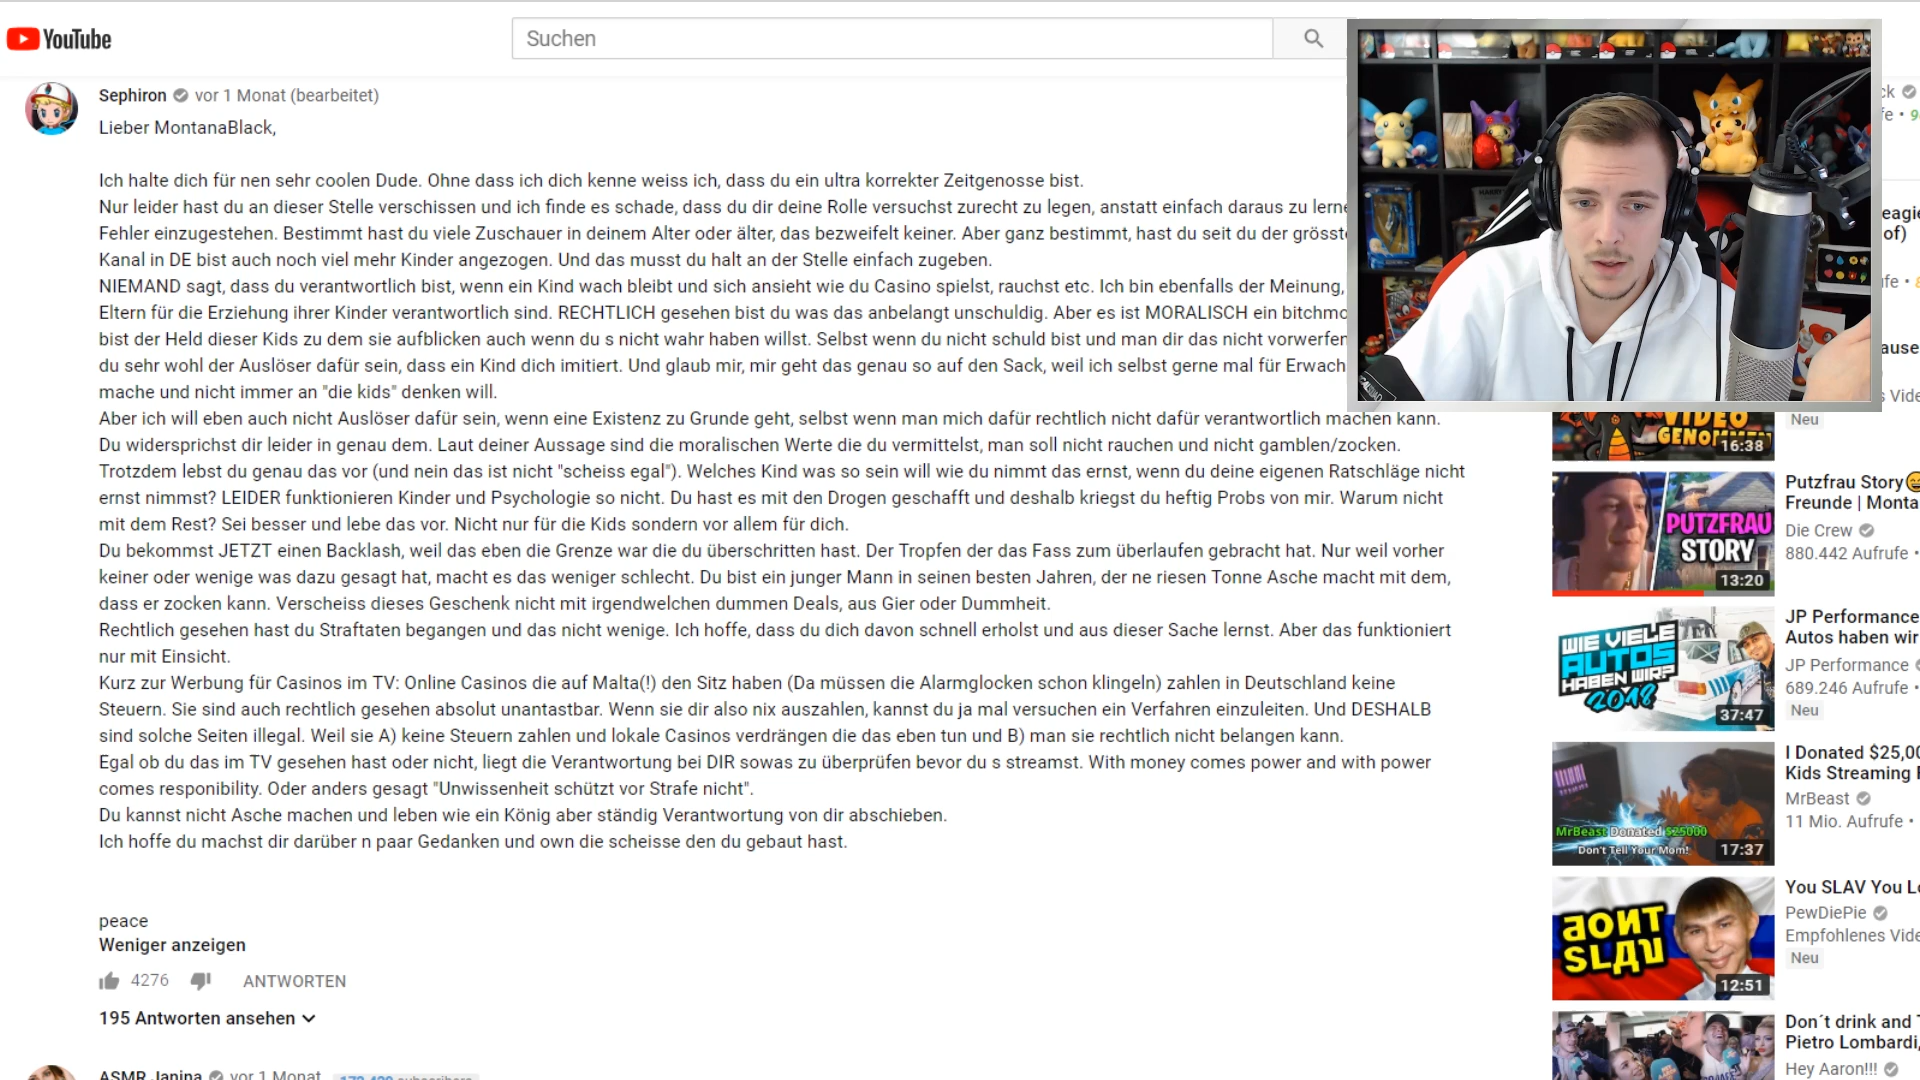 YouTube
Suchen
Sephiron vor 1 Monat (bearbeitet)
Lieber MontanaBlack,
Ich halte dich für nen sehr coolen Dude. Ohne dass ich dich kenne weiss ich, dass du ein ultra korrekter Zeitgenosse bist.
Nur leider hast du an dieser Stelle verschissen und ich finde es schade, dass du dir deine Rolle versuchst zurecht zu legen, anstatt einfach daraus zu lerne
Fehler einzugestehen. Bestimmt hast du viele Zuschauer in deinem Alter oder älter, das bezweifelt keiner. Aber ganz bestimmt, hast du seit du der grösst
Kanal in DE bist auch noch viel mehr Kinder angezogen. Und das musst du halt an der Stelle einfach zugeben.
NIEMAND sagt, dass du verantwortlich bist, wenn ein Kind wach bleibt und sich ansieht wie du Casino spielst, rauchst etc. Ich bin ebenfalls der Meinung,
Eltern für die Erziehung ihrer Kinder verantwortlich sind. RECHTLICH gesehen bist du was das anbelangt unschuldig. Aber es ist MORALISCH ein bitchmo
bist der Held dieser Kids zu dem sie aufblicken auch wenn du s nicht wahr haben willst. Selbst wenn du nicht schuld bist und man dir das nicht vorwerfen
du sehr wohl der Auslöser dafür sein, dass ein Kind dich imitiert. Und glaub mir, mir geht das genau so auf den Sack, weil ich selbst gerne mal für Erwach
mache und nicht immer an "die kids" denken will.
Aber ich will eben auch nicht Auslöser dafür sein, wenn eine Existenz zu Grunde geht, selbst wenn man mich dafür rechtlich nicht dafür verantwortlich machen kann.
Du widersprichst dir leider in genau dem. Laut deiner Aussage sind die moralischen Werte die du vermittelst, man soll nicht rauchen und nicht gamblen/zocken.
Trotzdem lebst du genau das vor (und nein das ist nicht "scheiss egal"). Welches Kind was so sein will wie du nimmt das ernst, wenn du deine eigenen Ratschläge nicht
ernst nimmst? LEIDER funktionieren Kinder und Psychologie so nicht. Du hast es mit den Drogen geschafft und deshalb kriegst du heftig Probs von mir. Warum nicht
mit dem Rest? Sei besser und lebe das vor. Nicht nur für die Kids sondern vor allem für dich.
Du bekommst JETZT einen Backlash, weil das eben die Grenze war die du überschritten hast. Der Tropfen der das Fass zum überlaufen gebracht hat. Nur weil vorher
keiner oder wenige was dazu gesagt hat, macht es das weniger schlecht. Du bist ein junger Mann in seinen besten Jahren, der ne riesen Tonne Asche macht mit dem,
dass er zocken kann. Verscheiss dieses Geschenk nicht mit irgendwelchen dummen Deals, aus Gier oder Dummheit.
Rechtlich gesehen hast du Straftaten begangen und das nicht wenige. Ich hoffe, dass du dich davon schnell erholst und aus dieser Sache lernst. Aber das funktioniert
nur mit Einsicht.
Kurz zur Werbung für Casinos im TV: Online Casinos die auf Malta(!) den Sitz haben (Da müssen die Alarmglocken schon klingeln) zahlen in Deutschland keine
Steuern. Sie sind auch rechtlich gesehen absolut unantastbar. Wenn sie dir also nix auszahlen, kannst du ja mal versuchen ein Verfahren einzuleiten. Und DESHALB
sind solche Seiten illegal. Weil sie A) keine Steuern zahlen und lokale Casinos verdrängen die das eben tun und B) man sie rechtlich nicht belangen kann.
Egal ob du das im TV gesehen hast oder nicht, liegt die Verantwortung bei DIR sowas zu überprüfen bevor du s streamst. With money comes power and with power
comes responibility. Oder anders gesagt "Unwissenheit schützt vor Strafe nicht".
Du kannst nicht Asche machen und leben wie ein König aber ständig Verantwortung von dir abschieben.
Ich hoffe du machst dir darüber n paar Gedanken und own die scheisse den du gebaut hast.
peace
Weniger anzeigen
4276 ANTWORTEN
195 Antworten ansehen
ASMR Janina vor 1 Monat
ck
fe •
eagie
of)
fe •
ause
s Vide
Neu
VIDEO
GENOMMEN
16:38
Putzfrau Story
Freunde | Monta
Die Crew
880.442 Aufrufe •
PUTZFRAU
STORY
13:20
JP Performance
Autos haben wir
JP Performance
689.246 Aufrufe •
Neu
WIE VIELE
AUTOS
HABEN WIR?
2018
37:47
I Donated $25,00
Kids Streaming
MrBeast
11 Mio. Aufrufe •
MrBeast Donated $25000
Don't Tell Your Mom!
17:37
You SLAV You L
PewDiePie
Empfohlenes Vide
Neu
12:51
Don´t drink and
Pietro Lombardi,
Hey Aaron!!!